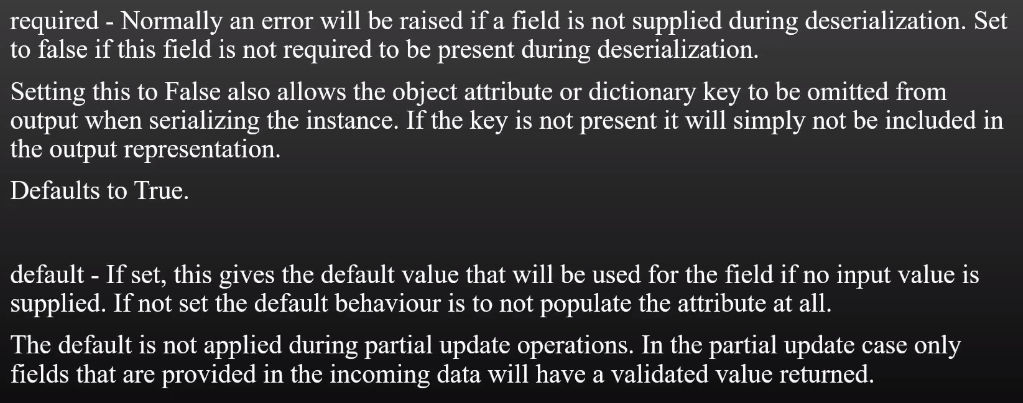 required - Normally an error will be raised if a field is not supplied during deserialization. Set
to false if this field is not required to be present during deserialization.
Setting this to False also allows the object attribute or dictionary key to be omitted from
output when serializing the instance. If the key is not present it will simply not be included in
the output representation.
Defaults to True.
default - If set, this gives the default value that will be used for the field if no input value is
supplied. If not set the default behaviour is to not populate the attribute at all.
The default is not applied during partial update operations. In the partial update case only
fields that are provided in the incoming data will have a validated value returned.